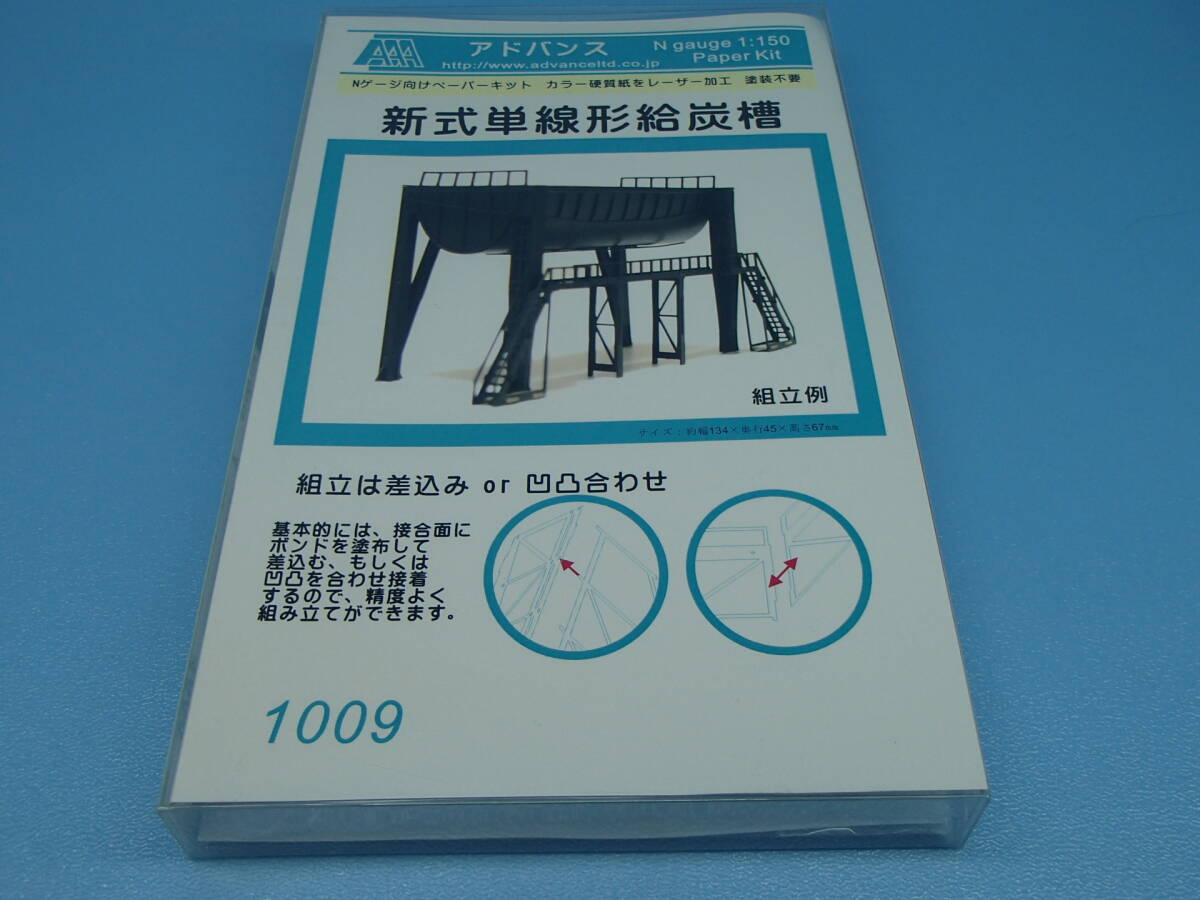 アドバンス N gauge 1:150
http://www.advanceltd.co.jp Paper Kit
Nゲージ向けペーパーキット カラー硬質紙をレーザー加工 塗装不要
新式単線形給炭槽
組立例
サイズ：約幅134×奥行45×高さ67mm
組立は差込み or 凹凸合わせ
基本的には、接合面に
ボンドを塗布して
差込む、もしくは
凹凸を合わせ接着
するので、精度よく
組み立てができます。
1009